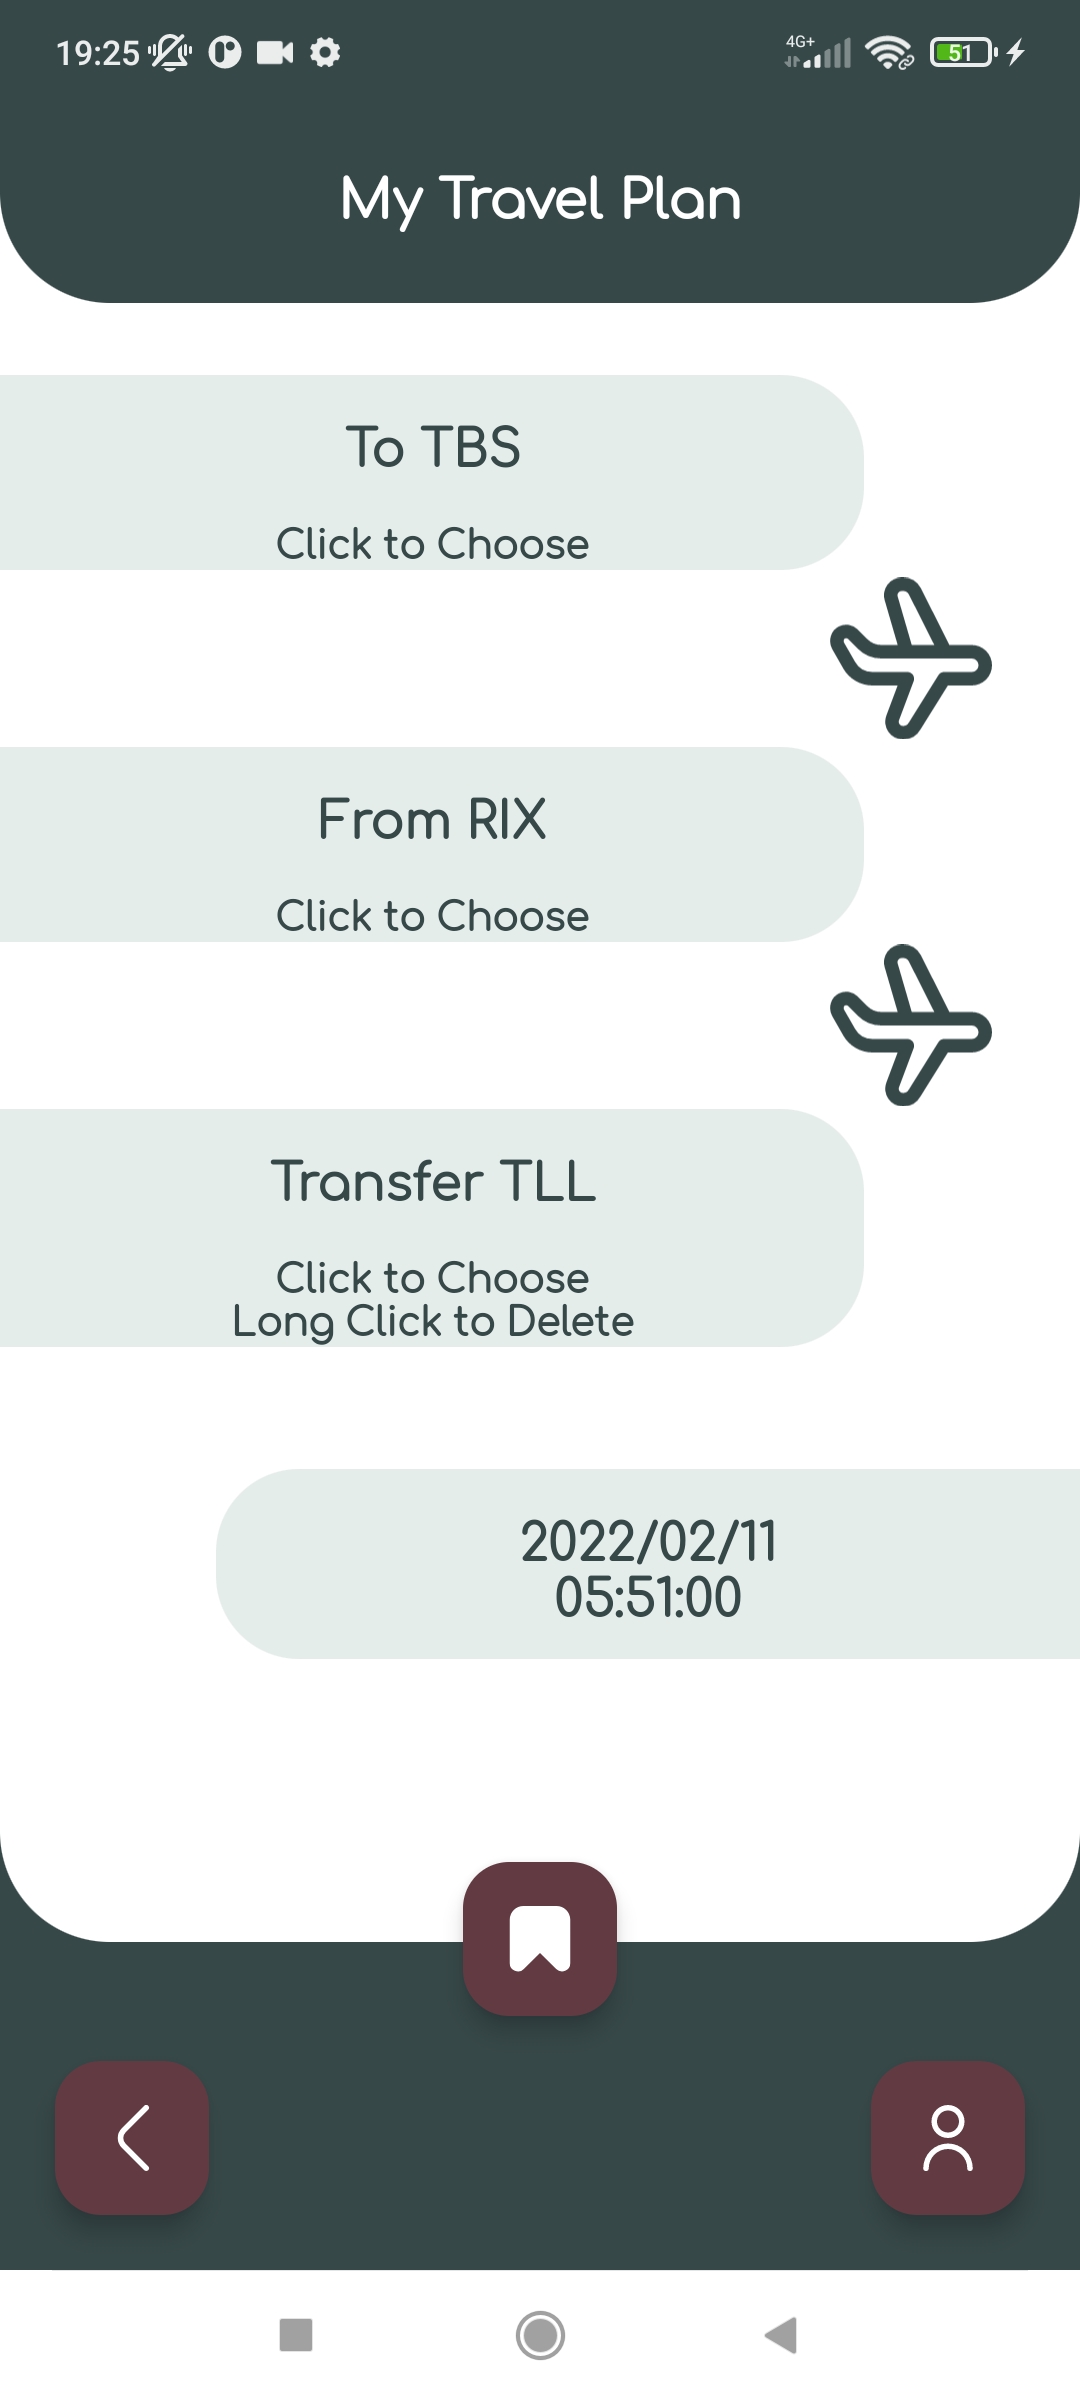 19:25
4G+
51
My Travel Plan
To TBS
Click to Choose
From RIX
Click to Choose
Transfer TLL
Click to Choose
Long Click to Delete
2022/02/11
05:51:00